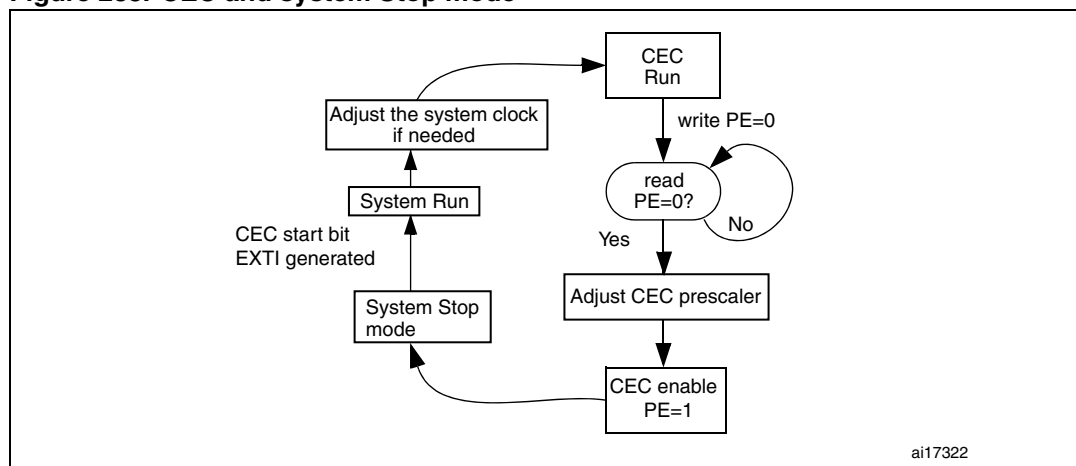 Figure CEC and system Stop mode
CEC
Run
Adjust the system clock
if needed
write PE=0
read
PE=0?
System Run
No
CEC start bit
EXTI generated
Yes
Adjust CEC prescaler
System Stop
mode
CEC enable
PE=1
ai17322